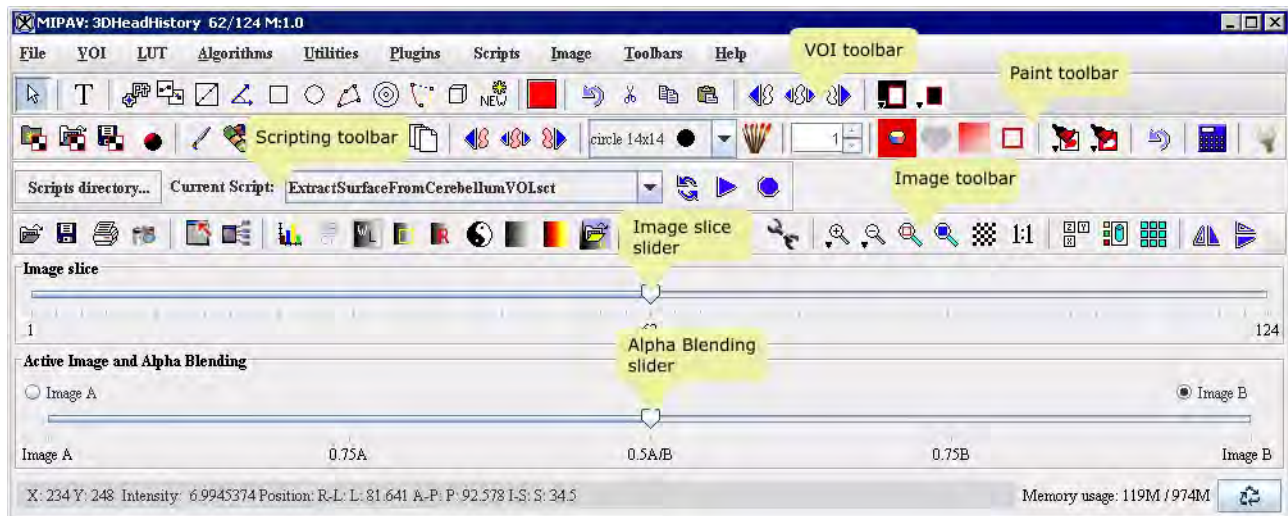 MIPAV: 3DHeadHistory 62/124 M:1.0
File VOI LUT Algorithms Utilities Plugins Scripts Image Toolbars Help
VOI toolbar
Paint toolbar
T NEW
Scripting toolbar
circle 14x14 1
Scripts directory... Current Script: ExtractSurfaceFromCerebellumVOI.sct
Image toolbar
WL R 1:1
Image slice slider
Image slice
1 124
Alpha Blending slider
Active Image and Alpha Blending
Image A Image B
Image A 0.75A 0.5A/B 0.75B Image B
X: 234 Y: 248 Intensity: 6.9945374 Position: R-L: L: 81.641 A-P: P: 92.578 I-S: S: 34.5 Memory usage: 119M / 974M